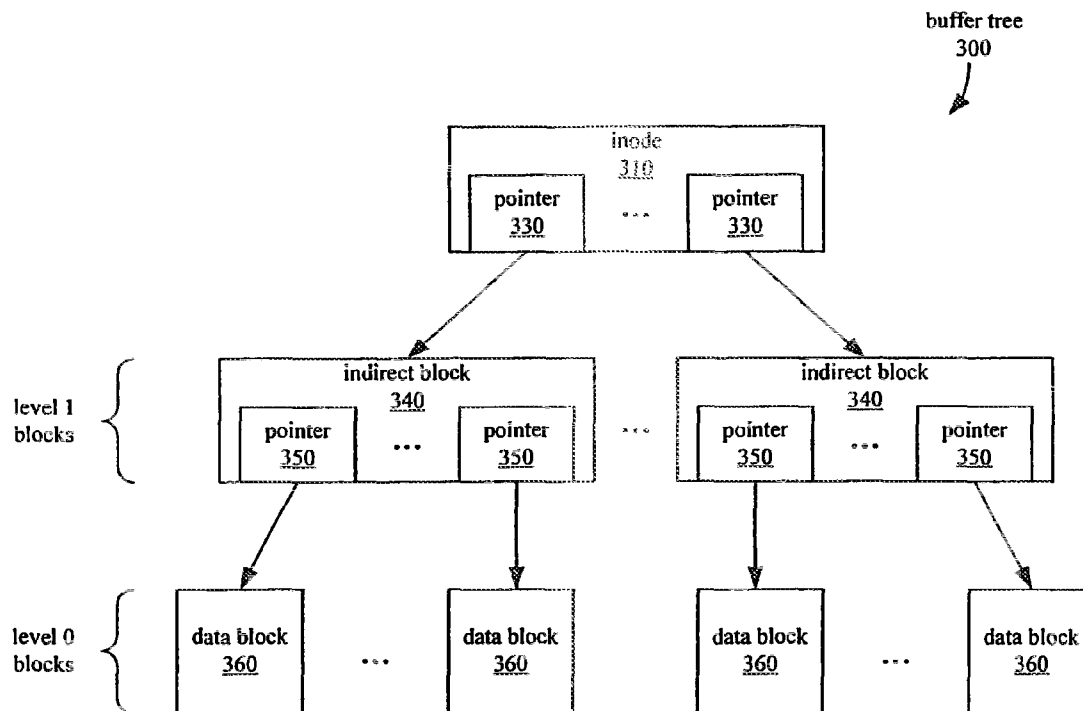 buffer tree
300
inode
310
pointer
330
...
pointer
330
level 1
blocks
indirect block
340
pointer
350
...
pointer
350
...
indirect block
340
pointer
350
...
pointer
350
level 0
blocks
data block
360
...
data block
360
...
data block
360
...
data block
360